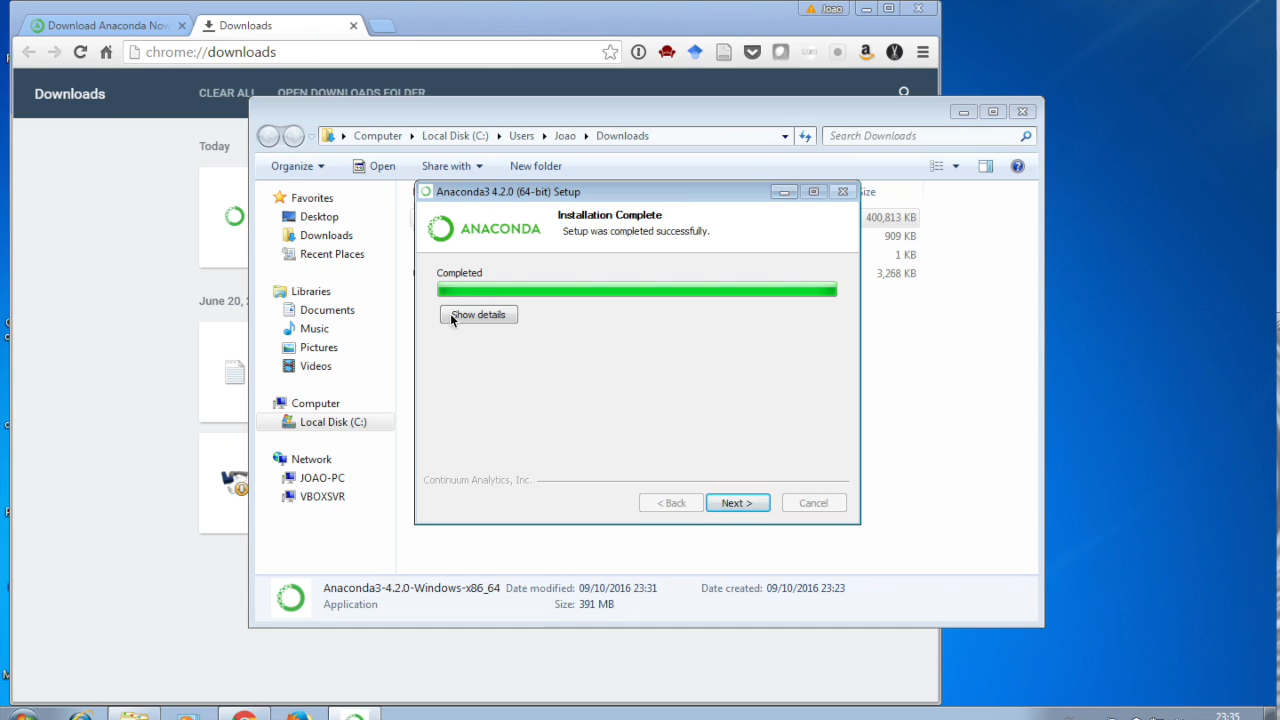 Download Anaconda Now
Downloads
Joao
chrome://downloads
Downloads
CLEAR ALL
OPEN DOWNLOADS FOLDER
Today
June 20, 
Computer
Local Disk (C:)
Users
Joao
Downloads
Search Downloads
Organize
Open
Share with
New folder
Favorites
Desktop
Downloads
Recent Places
Libraries
Documents
Music
Pictures
Videos
Computer
Local Disk (C:)
Network
JOAO-PC
VBOXSVR
Size
400,813 KB
909 KB
1 KB
3,268 KB
Anaconda3 4.2.0 (64-bit) Setup
ANACONDA
Installation Complete
Setup was completed successfully.
Completed
Show details
Continuum Analytics, Inc.
< Back
Next >
Cancel
Anaconda3-4.2.0-Windows-x86_64 Date modified: 09/10/2016 23:31 Date created: 09/10/2016 23:23
Application Size: 391 MB
23:35